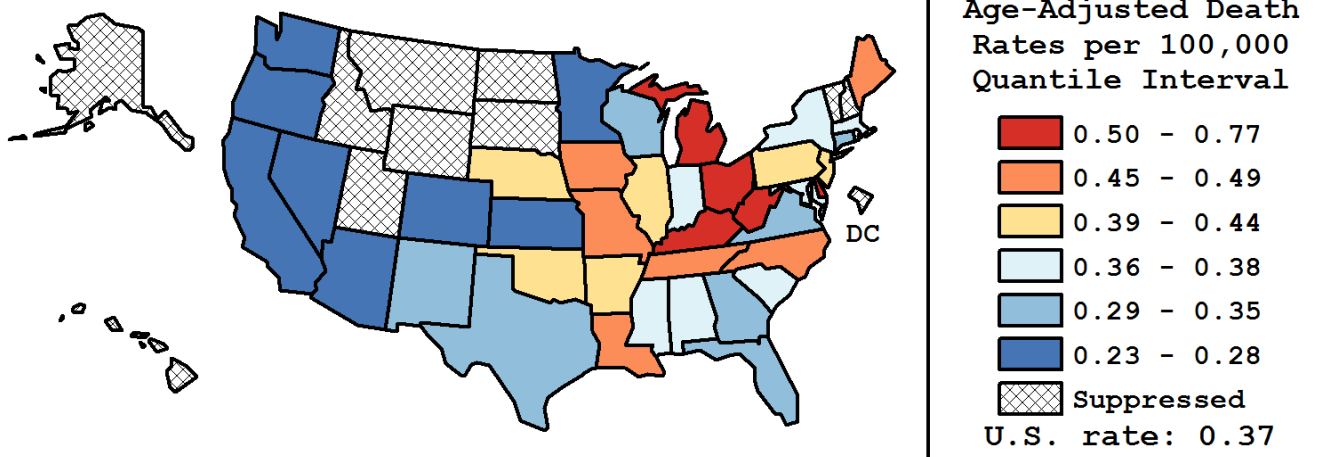 Age-Adjusted Death
Rates per 100,000
Quantile Interval
0.50 - 0.77
0.45 - 0.49
0.39 - 0.44
0.36 - 0.38
0.29 - 0.35
0.23 - 0.28
Suppressed
U.S. rate: 0.37
DC